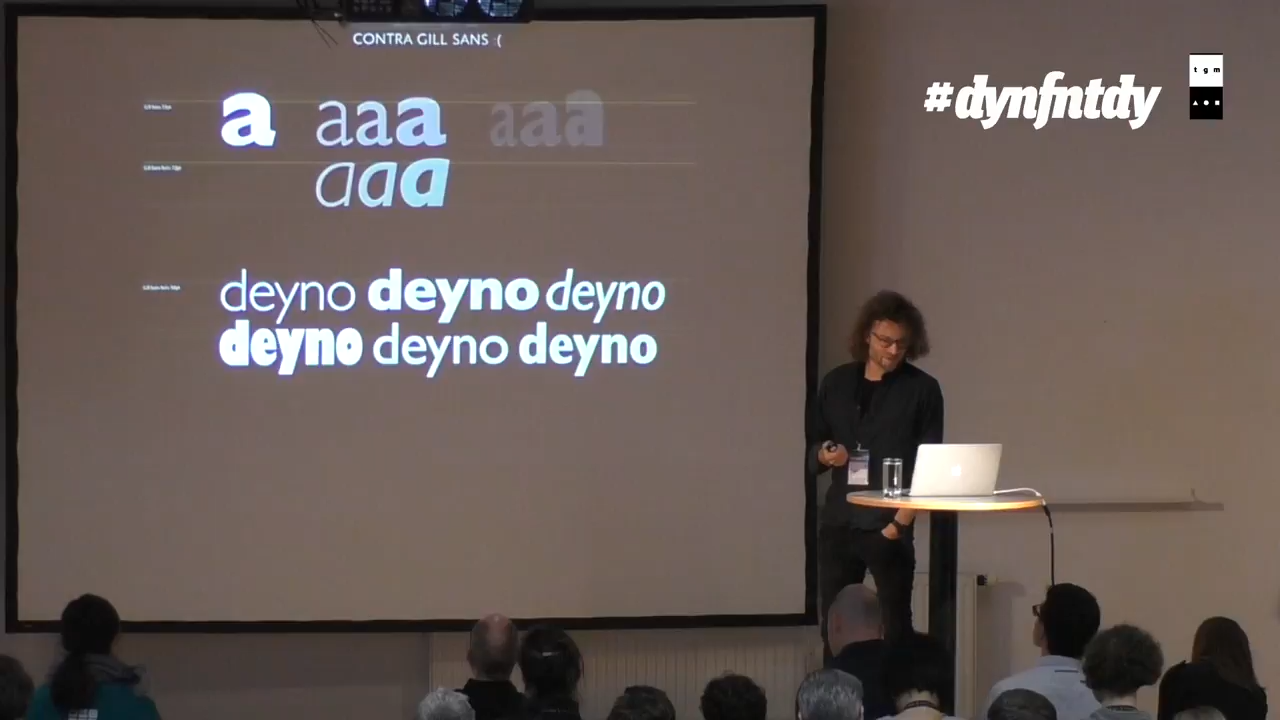 CONTRA GILL SANS :(
a aaa aaa
aaa
deyno deyno deyno
deyno deyno deyno
#dynfntdy
tgm